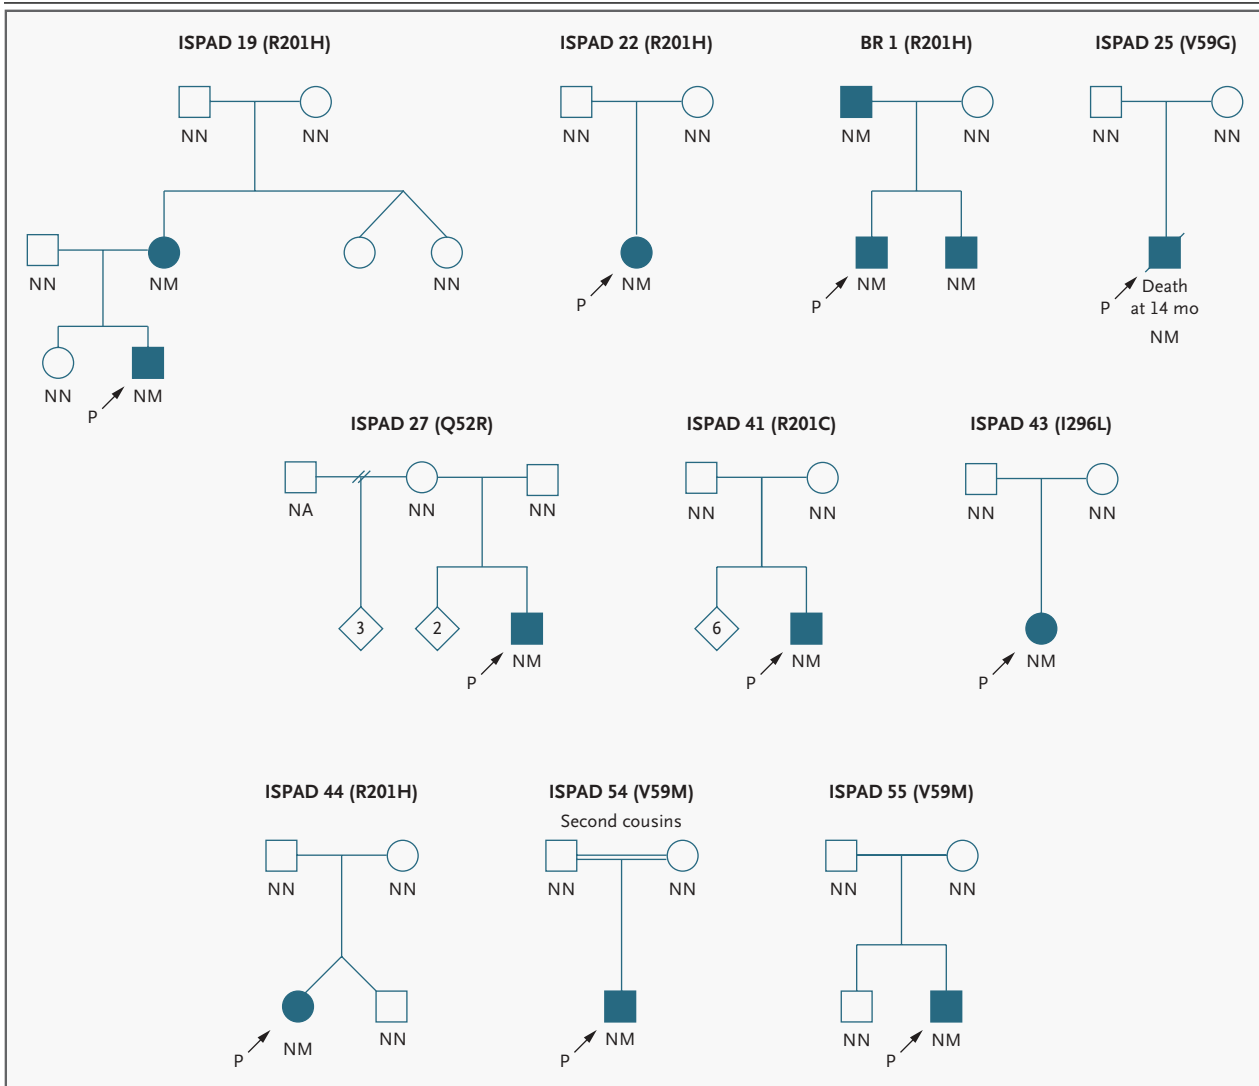 ISPAD 19 (R201H)
ISPAD 22 (R201H)
BR 1 (R201H)
ISPAD 25 (V59G)
NN
NN
NN
NN
NM
NN
NN
NN
NN
NM
NN
P
NM
P
NM
NM
P
Death
at 14 mo
NM
NN
P
NM
ISPAD 27 (Q52R)
ISPAD 41 (R201C)
ISPAD 43 (I296L)
NA
NN
NN
NN
NN
NN
NN
3
2
P
NM
6
P
NM
P
NM
ISPAD 44 (R201H)
ISPAD 54 (V59M)
Second cousins
ISPAD 55 (V59M)
NN
NN
NN
NN
NN
NN
P
NM
NN
P
NM
NN
P
NM